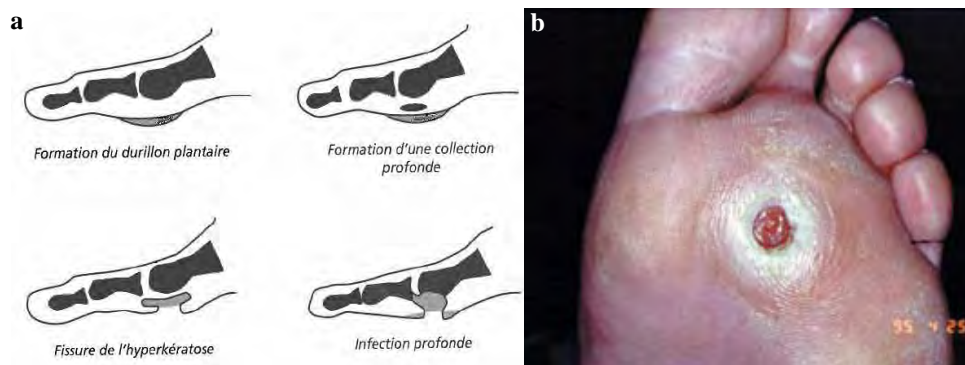 a
Formation du durillon plantaire
Formation d'une collection
profonde
Fissure de l'hyperkératose
Infection profonde
b
95 4 25